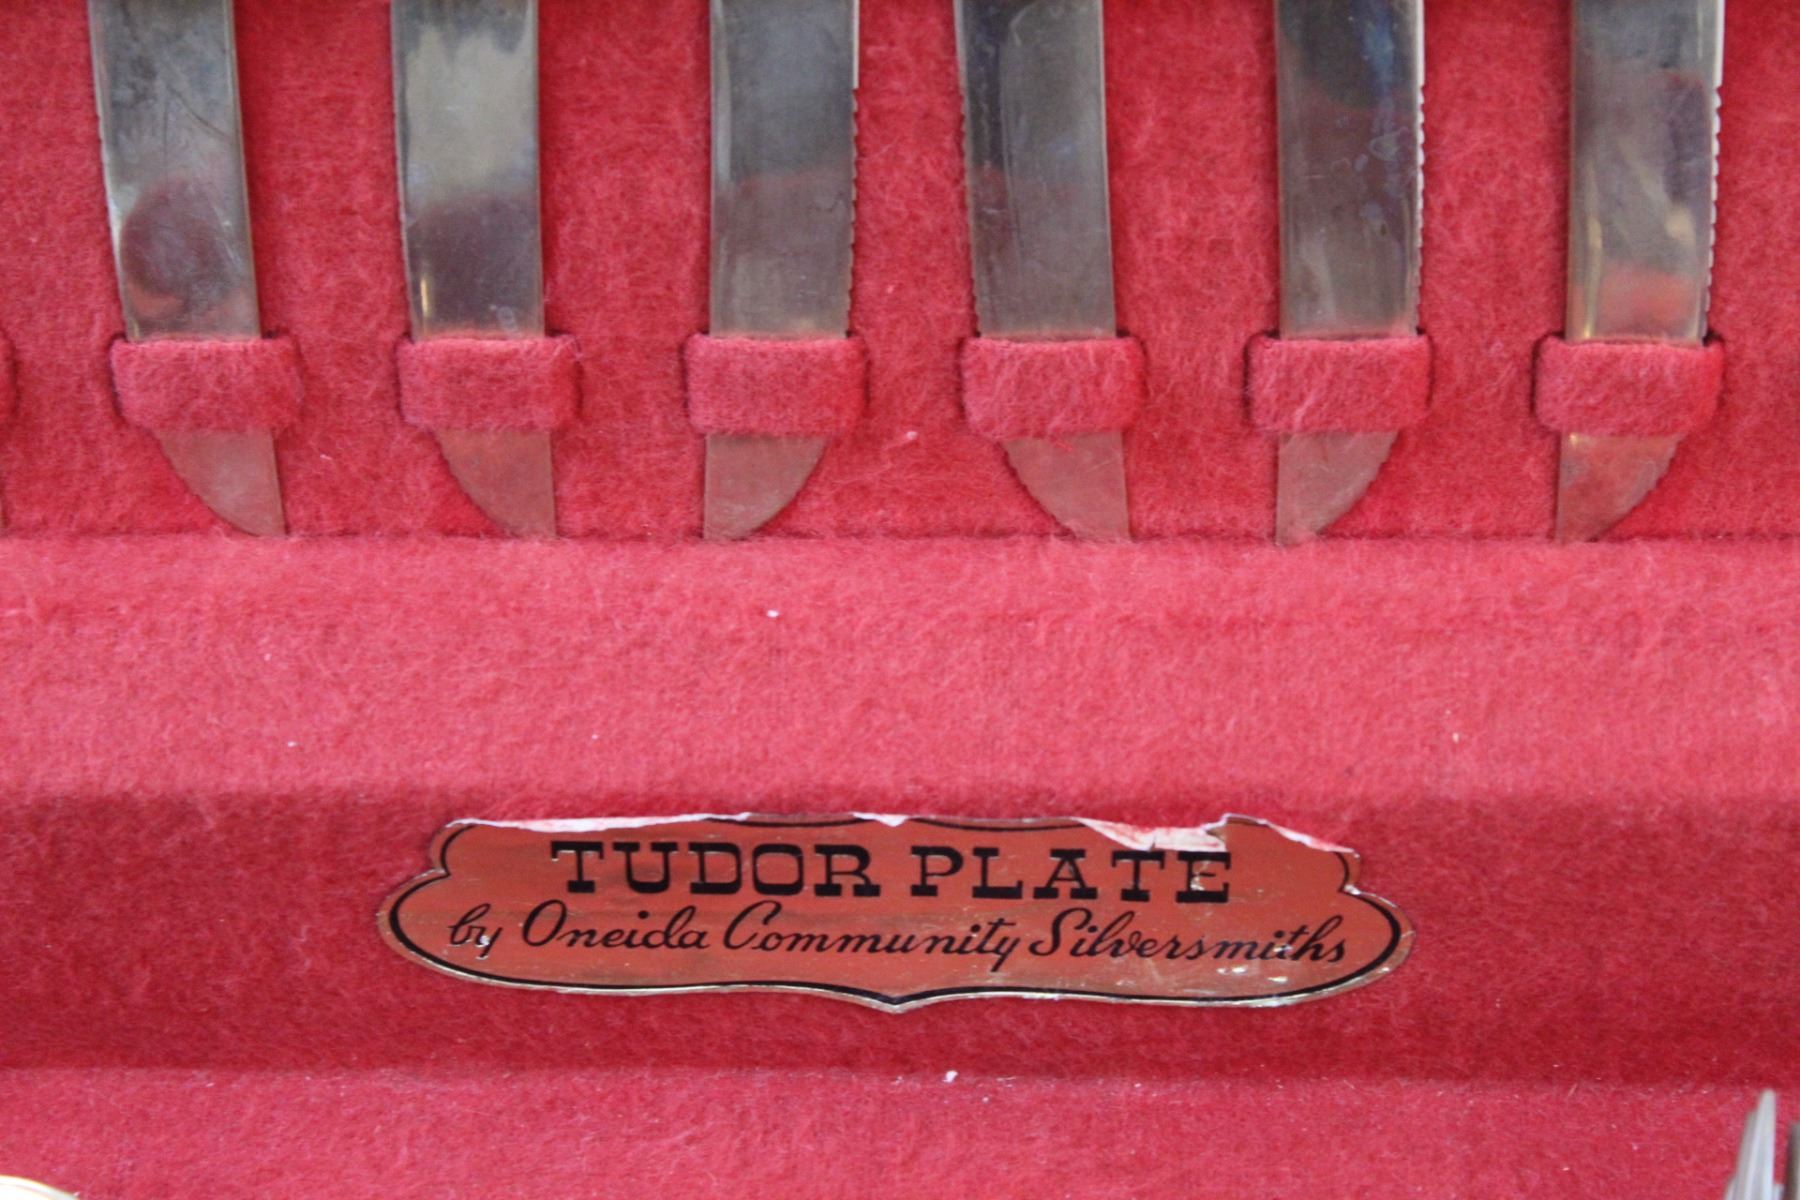 TUDOR PLATE
by Oneida Community Silversmiths